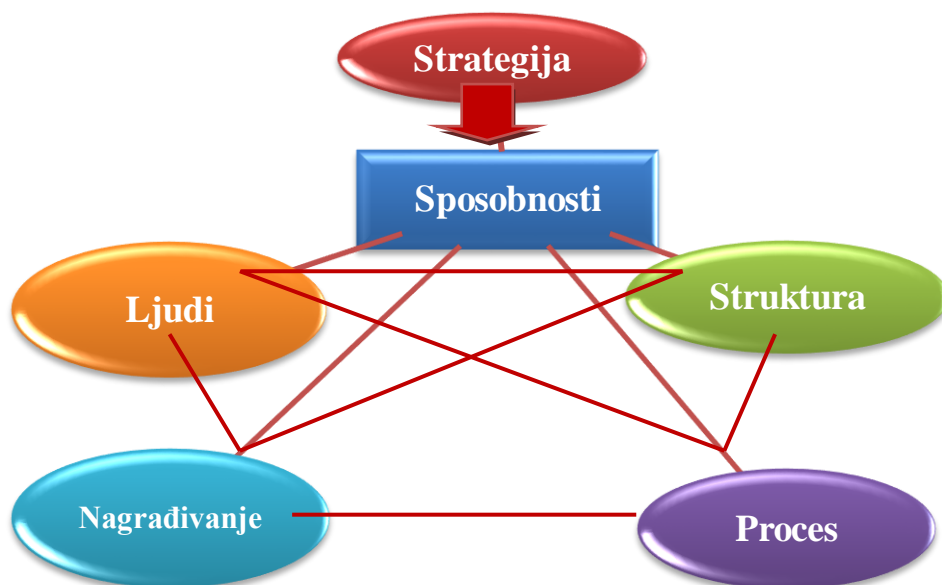 Strategija
Sposobnosti
Ljudi
Struktura
Nagrađivanje
Proces